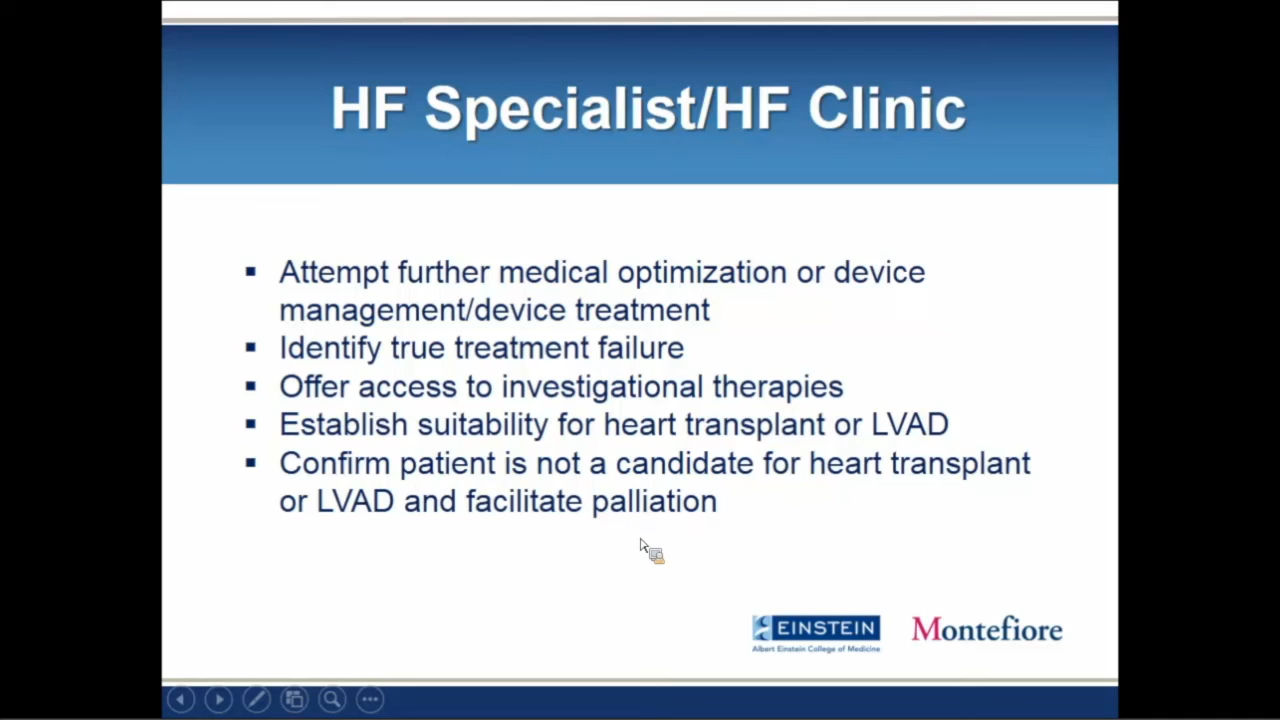 HF Specialist/HF Clinic
▪ Attempt further medical optimization or device
management/device treatment
▪ Identify true treatment failure
▪ Offer access to investigational therapies
▪ Establish suitability for heart transplant or LVAD
▪ Confirm patient is not a candidate for heart transplant
or LVAD and facilitate palliation
EINSTEIN
Albert Einstein College of Medicine
Montefiore